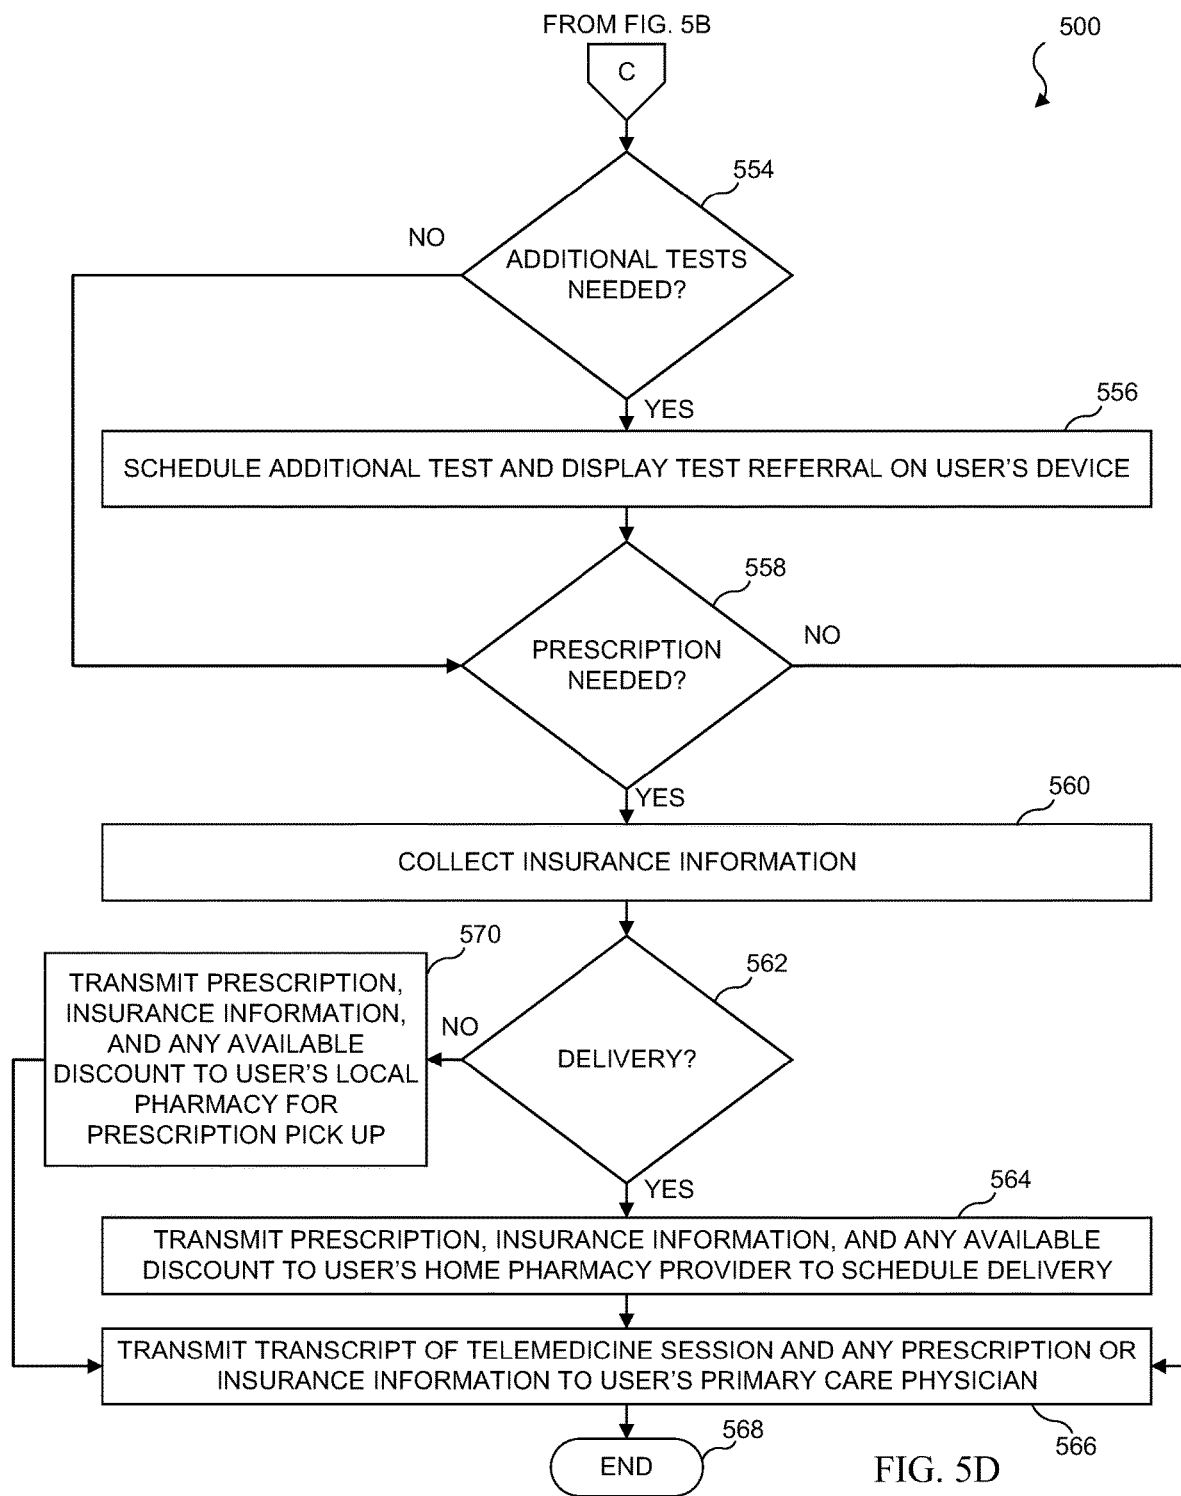 FROM FIG. 5B
500
C
554
NO
ADDITIONAL TESTS
NEEDED?
YES
556
SCHEDULE ADDITIONAL TEST AND DISPLAY TEST REFERRAL ON USER'S DEVICE
558
NO
PRESCRIPTION
NEEDED?
YES
560
COLLECT INSURANCE INFORMATION
570
562
TRANSMIT PRESCRIPTION,
INSURANCE INFORMATION,
AND ANY AVAILABLE
DISCOUNT TO USER'S LOCAL
PHARMACY FOR
PRESCRIPTION PICK UP
NO
DELIVERY?
YES
564
TRANSMIT PRESCRIPTION, INSURANCE INFORMATION, AND ANY AVAILABLE
DISCOUNT TO USER'S HOME PHARMACY PROVIDER TO SCHEDULE DELIVERY
TRANSMIT TRANSCRIPT OF TELEMEDICINE SESSION AND ANY PRESCRIPTION OR
INSURANCE INFORMATION TO USER'S PRIMARY CARE PHYSICIAN
566
568
END
FIG. 5D